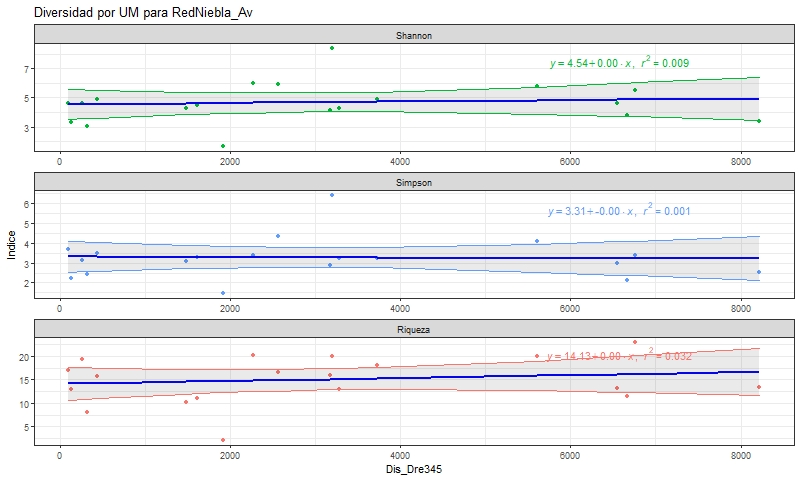 Diversidad por UM para RedNiebla_Av
Shannon
y = 4.54+0.00 · x, r² = 0.009
7
5
3
0 2000 4000 6000 8000
Simpson
y = 3.31+-0.00 · x, r² = 0.001
6
5
4
3
2
0 2000 4000 6000 8000
Riqueza
y = 14.13+0.00 · x, r² = 0.032
20
15
10
5
0 2000 4000 6000 8000
Indice
Dis_Dre345